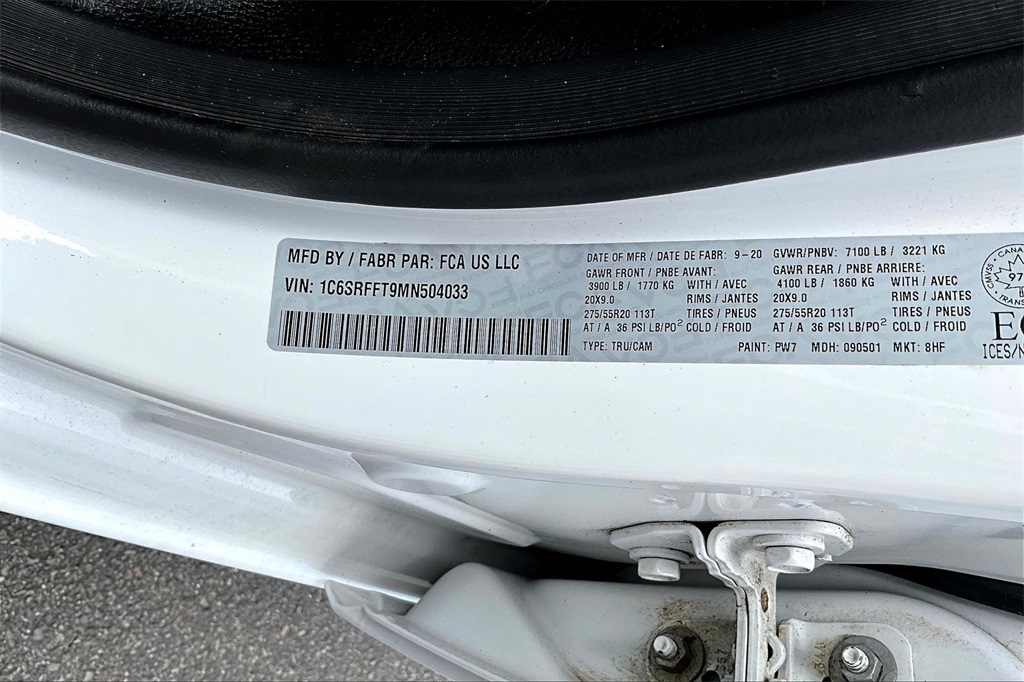 MFD BY / FABR PAR: FCA US LLC
VIN: 1C6SRFFT9MN504033
DATE OF MFR / DATE DE FABR: 9-20 GVWR/PNBV: 7100 LB / 3221 KG
GAWR FRONT / PNBE AVANT: GAWR REAR / PNBE ARRIERE:
3900 LB / 1770 KG WITH / AVEC 4100 LB / 1860 KG WITH / AVEC
20X9.0 RIMS / JANTES 20X9.0 RIMS / JANTES
275/55R20 113T TIRES / PNEUS 275/55R20 113T TIRES / PNEUS
AT / A 36 PSI LB/PO² COLD / FROID AT / A 36 PSI LB/PO² COLD / FROID
TYPE: TRU/CAM PAINT: PW7 MDH: 090501 MKT: 8HF
97
ICES/N